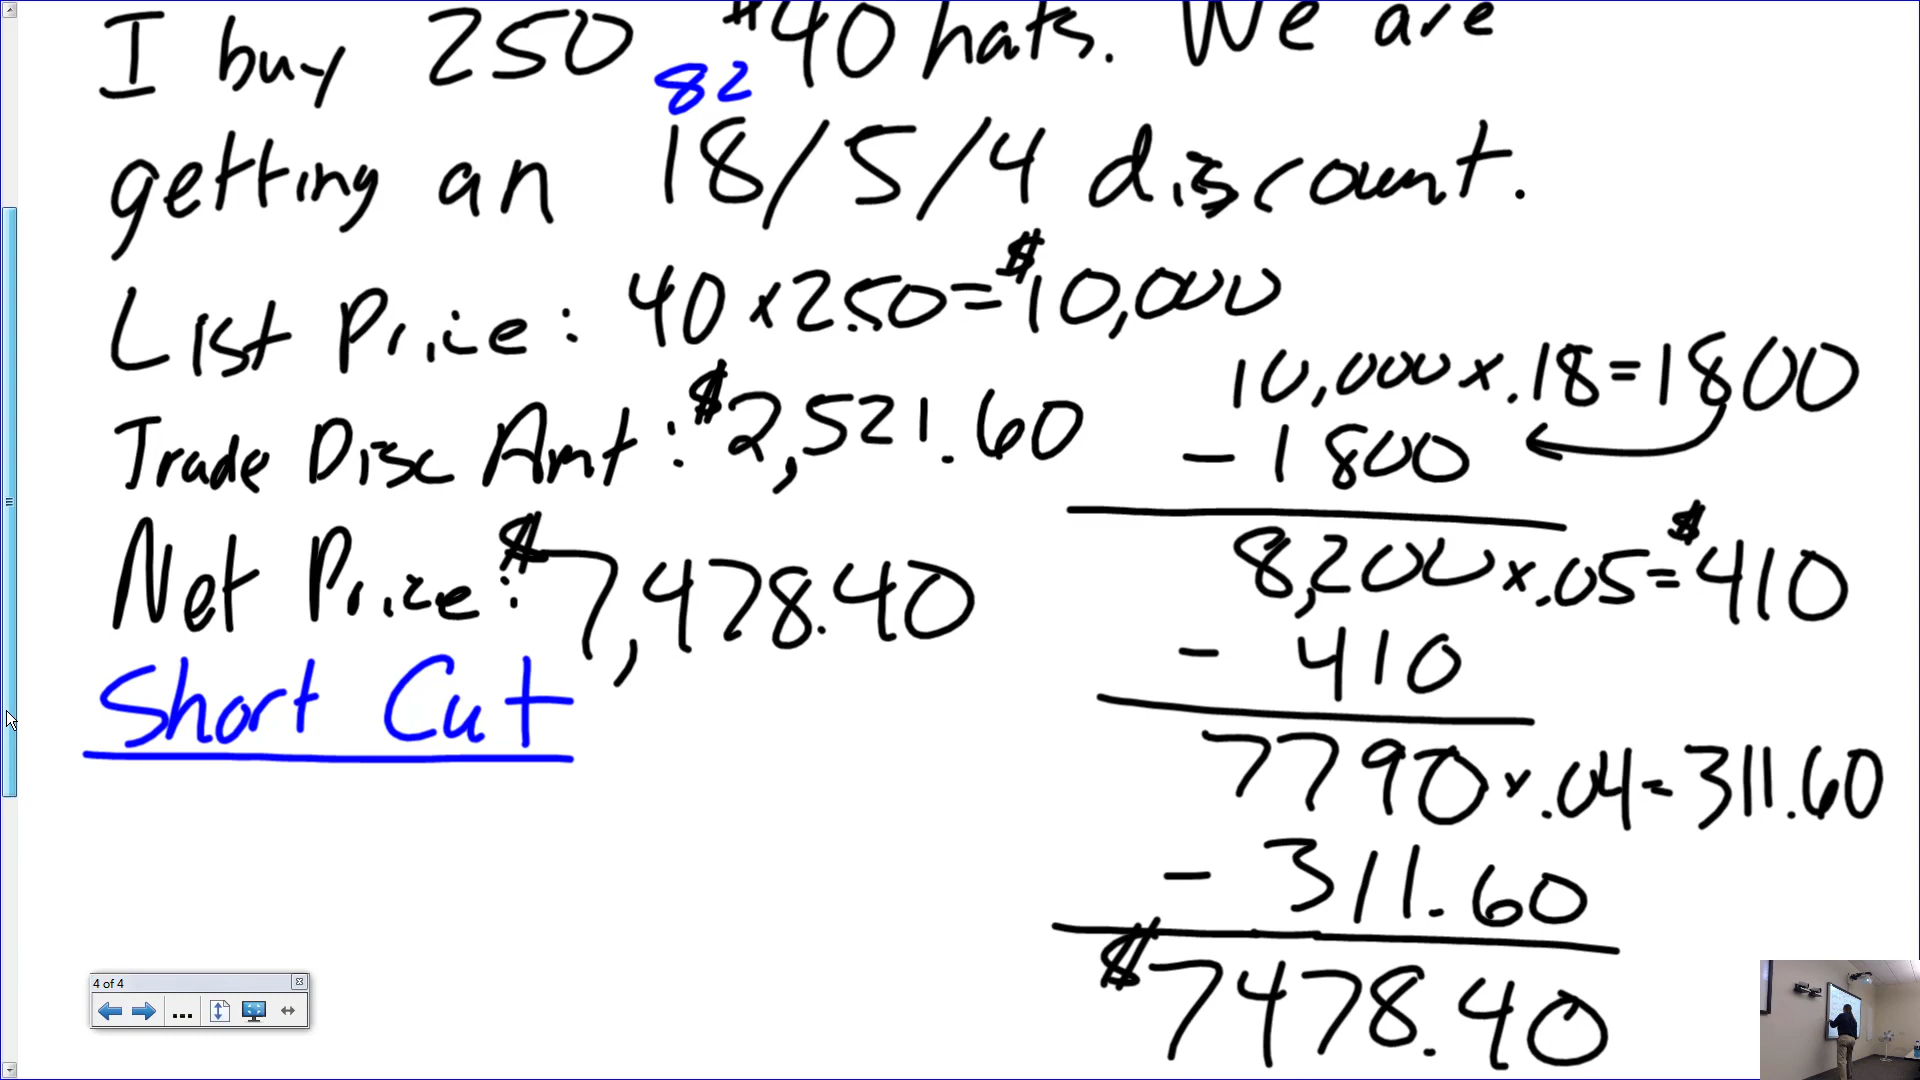 I buy 250 $40 hats. We are
82
getting an 18/5/4 discount.
List Price: 40 x 250 = $10,000
Trade Disc Amt: $2,521.60
Net Price: $7,478.40
Short Cut
10,000 x .18 = 1800
- 1800
8,200 x .05 = $410
- 410
7790 x .04 = 311.60
- 311.60
$7478.40
4 of 4
...